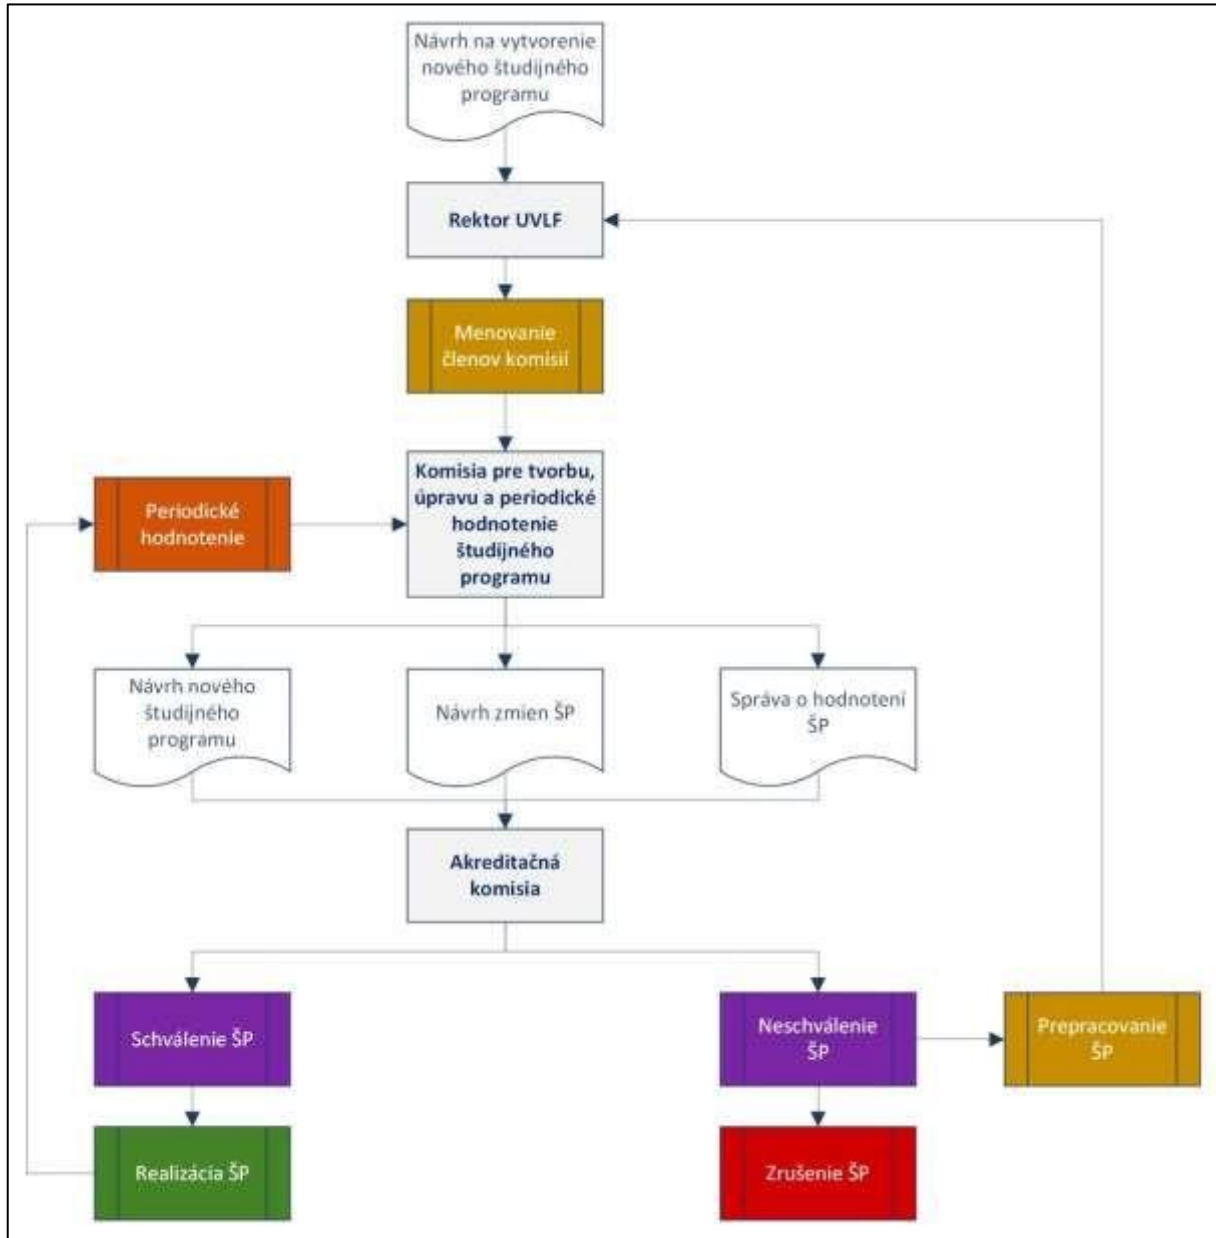 Návrh na vytvorenie
nového študijného
programu
Rektor UVLF
Menovanie
členov komisií
Komisia pre tvorbu,
úpravu a periodické
hodnotenie
študijného
programu
Periodické
hodnotenie
Návrh nového
študijného
programu
Návrh zmien ŠP
Správa o hodnotení
ŠP
Akreditačná
komisia
Schválenie ŠP
Neschválenie
ŠP
Prepracovanie
ŠP
Realizácia ŠP
Zrušenie ŠP